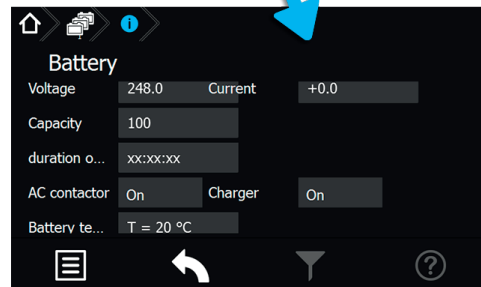 i
Battery
Voltage 248.0 Current +0.0
Capacity 100
duration o... xx:xx:xx
AC contactor On Charger On
Battery te... T = 20 °C
?